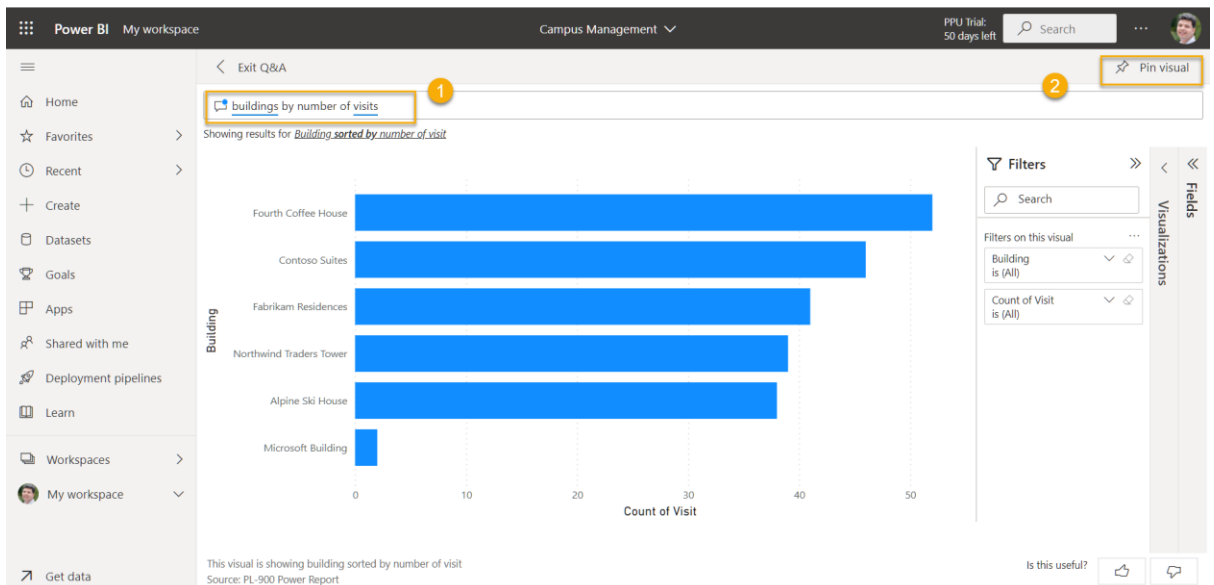 Power BI My workspace
Campus Management
PPU Trial:
50 days left
Search
Exit Q&A
Pin visual
1
2
buildings by number of visits
Showing results for Building sorted by number of visit
Home
Favorites
Recent
Create
Datasets
Goals
Apps
Shared with me
Deployment pipelines
Learn
Workspaces
My workspace
Get data
Building
Fourth Coffee House
Contoso Suites
Fabrikam Residences
Northwind Traders Tower
Alpine Ski House
Microsoft Building
0 10 20 30 40 50
Count of Visit
Filters
Search
Filters on this visual
Building
is (All)
Count of Visit
is (All)
Visualizations
Fields
This visual is showing building sorted by number of visit
Source: PL-900 Power Report
Is this useful?